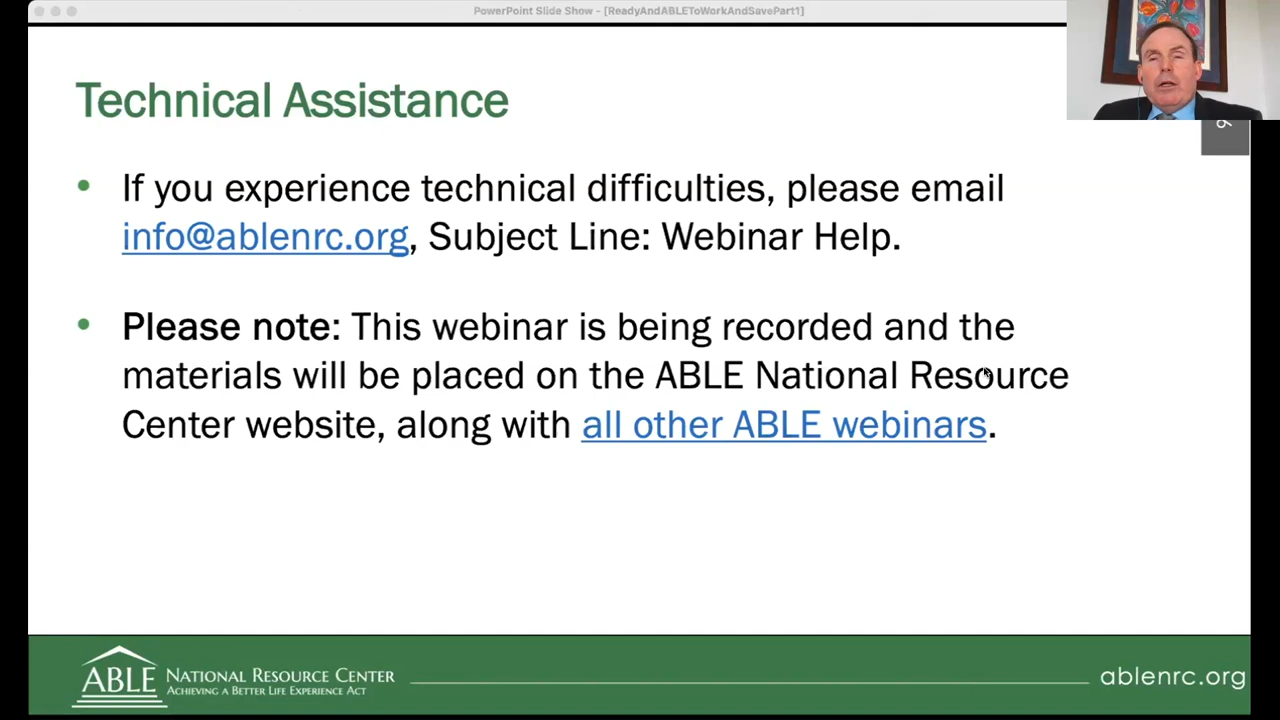 PowerPoint Slide Show - [ReadyAndABLEToWorkAndSavePart1]
Technical Assistance
6
• If you experience technical difficulties, please email
info@ablenrc.org, Subject Line: Webinar Help.
• Please note: This webinar is being recorded and the
materials will be placed on the ABLE National Resource
Center website, along with all other ABLE webinars.
ABLE NATIONAL RESOURCE CENTER
ACHIEVING A BETTER LIFE EXPERIENCE ACT
ablenrc.org